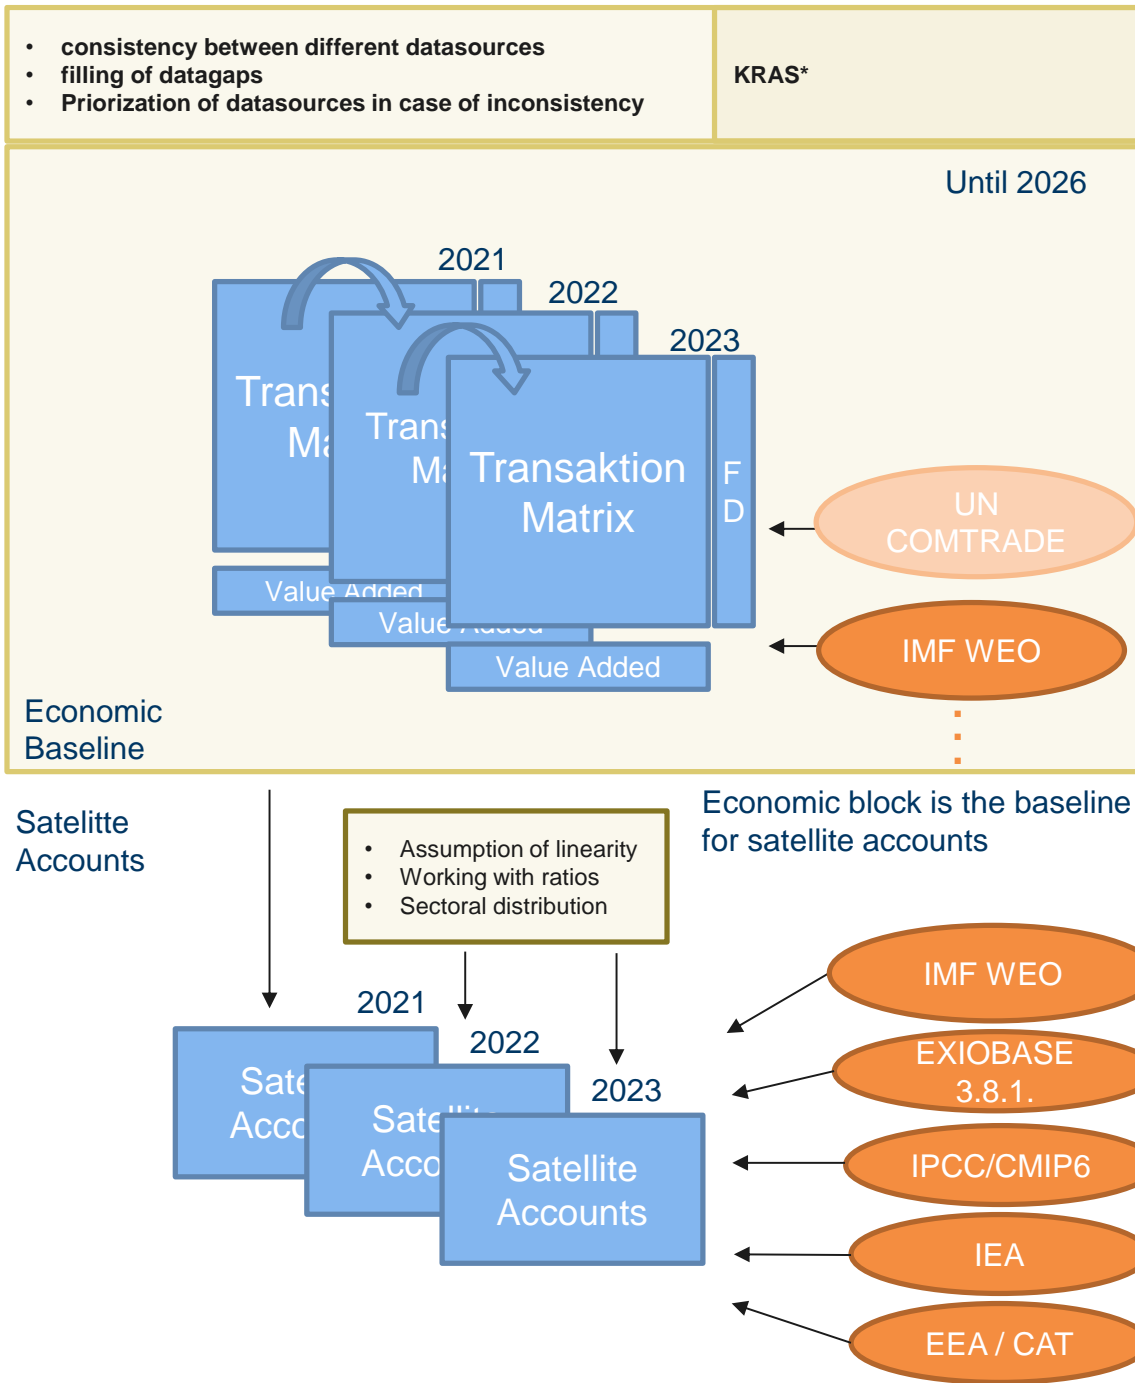 • consistency between different datasources
• filling of datagaps
• Priorization of datasources in case of inconsistency
KRAS*
Until 2026
2021
2022
2023
Trans
Ma
Trans
Ma
Transaktion
Matrix
F
D
UN
COMTRADE
Value Added
Value Added
Value Added
IMF WEO
Economic
Baseline
Satelitte
Accounts
Economic block is the baseline
for satellite accounts
• Assumption of linearity
• Working with ratios
• Sectoral distribution
2021
2022
2023
Sate
Acco
Satellite
Acco
Satellite
Accounts
IMF WEO
EXIOBASE
3.8.1.
IPCC/CMIP6
IEA
EEA / CAT